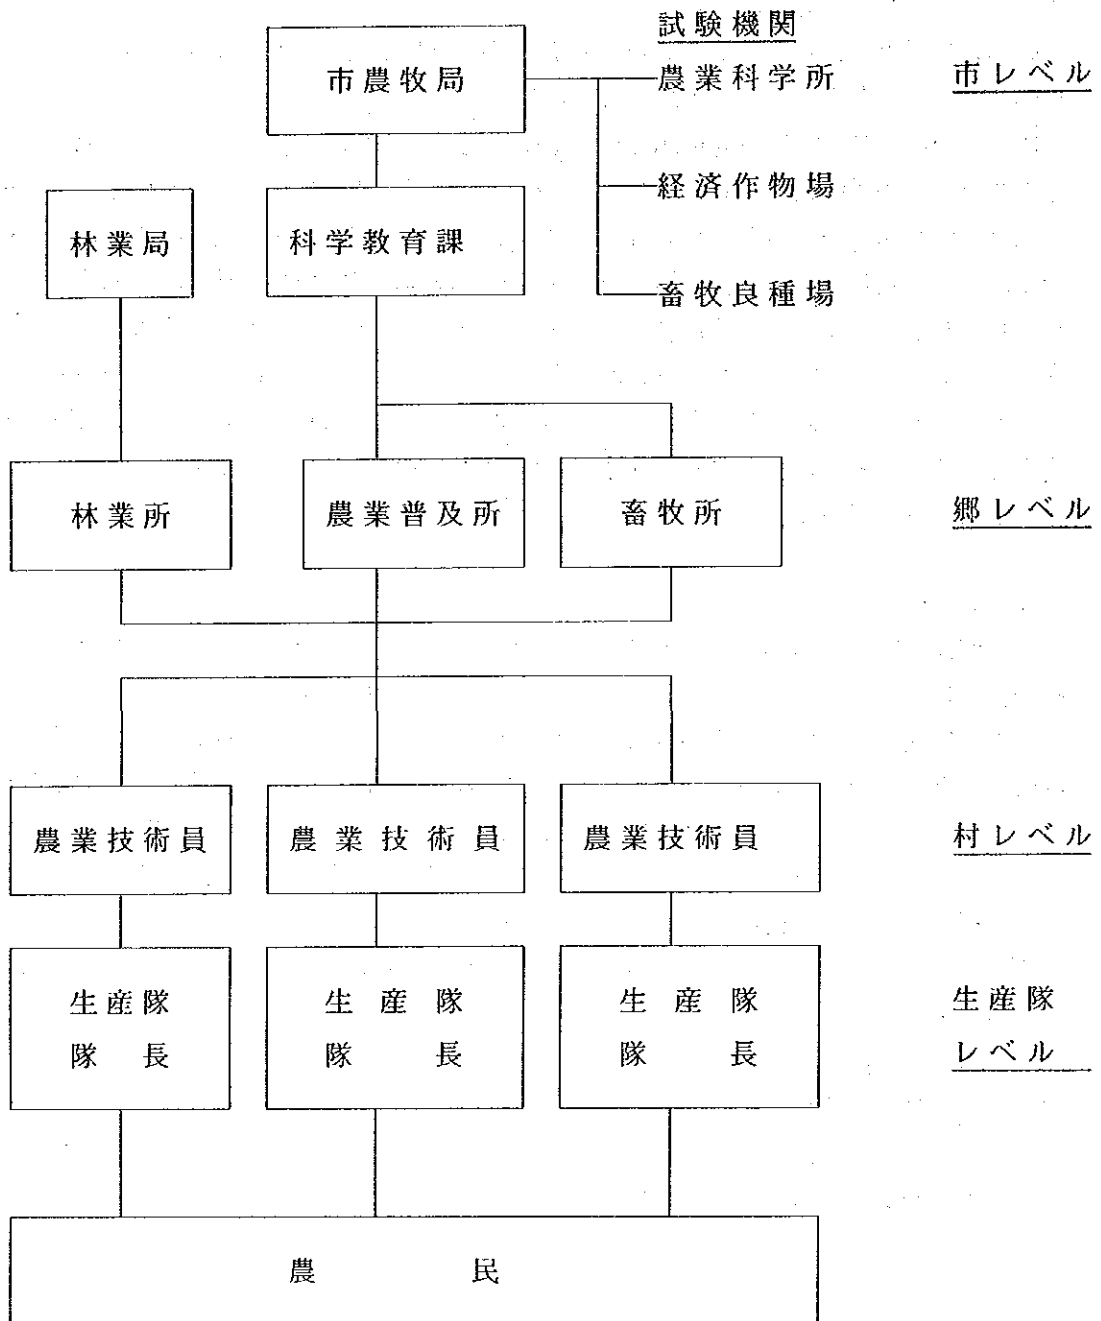 試験機関
市農牧局
農業科学所
市レベル
経済作物場
林業局
科学教育課
畜牧良種場
林業所
農業普及所
畜牧所
郷レベル
農業技術員
農業技術員
農業技術員
村レベル
生産隊
隊長
生産隊
隊長
生産隊
隊長
生産隊
レベル
農民